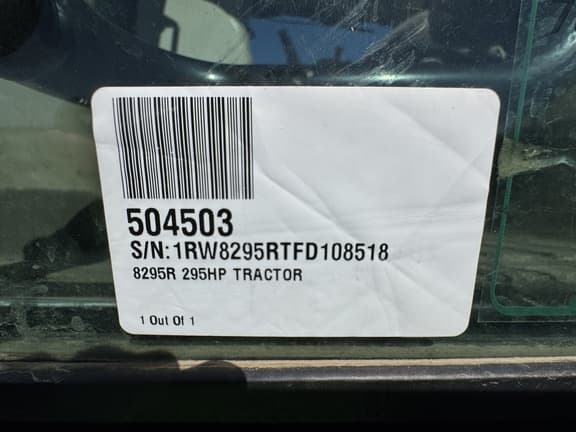 504503
S/N:1RW8295RTFD108518
8295R 295HP TRACTOR
1 Out Of 1